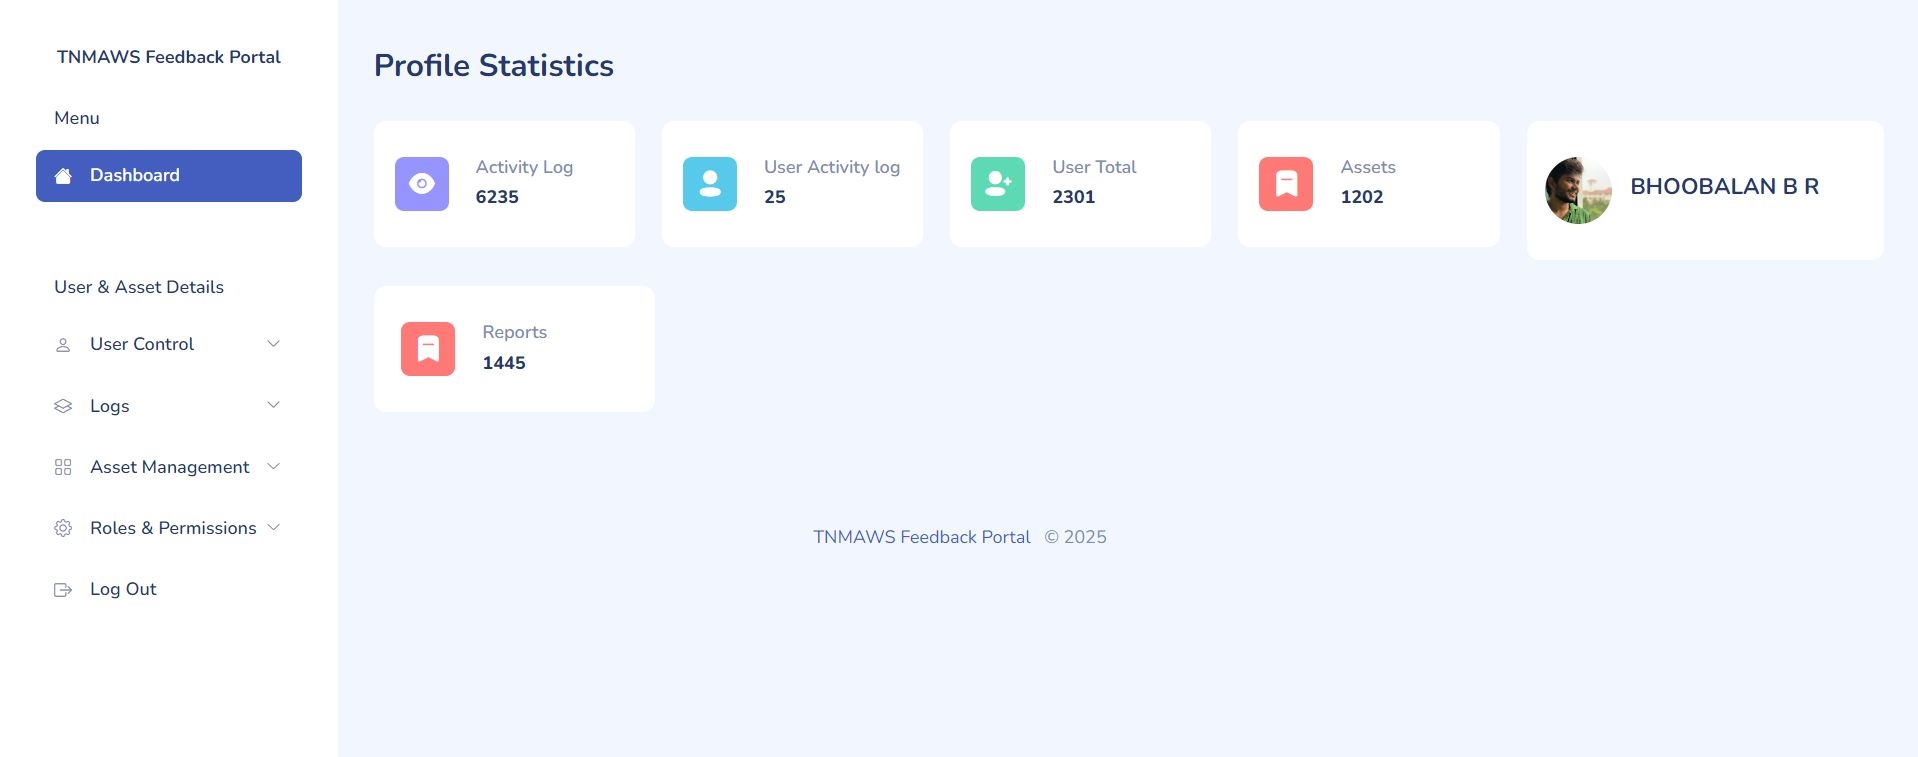 TNMAWS Feedback Portal
Menu
Dashboard
User & Asset Details
User Control
Logs
Asset Management
Roles & Permissions
Log Out
Profile Statistics
Activity Log
6235
User Activity log
25
User Total
2301
Assets
1202
BHOOBALAN B R
Reports
1445
TNMAWS Feedback Portal © 2025